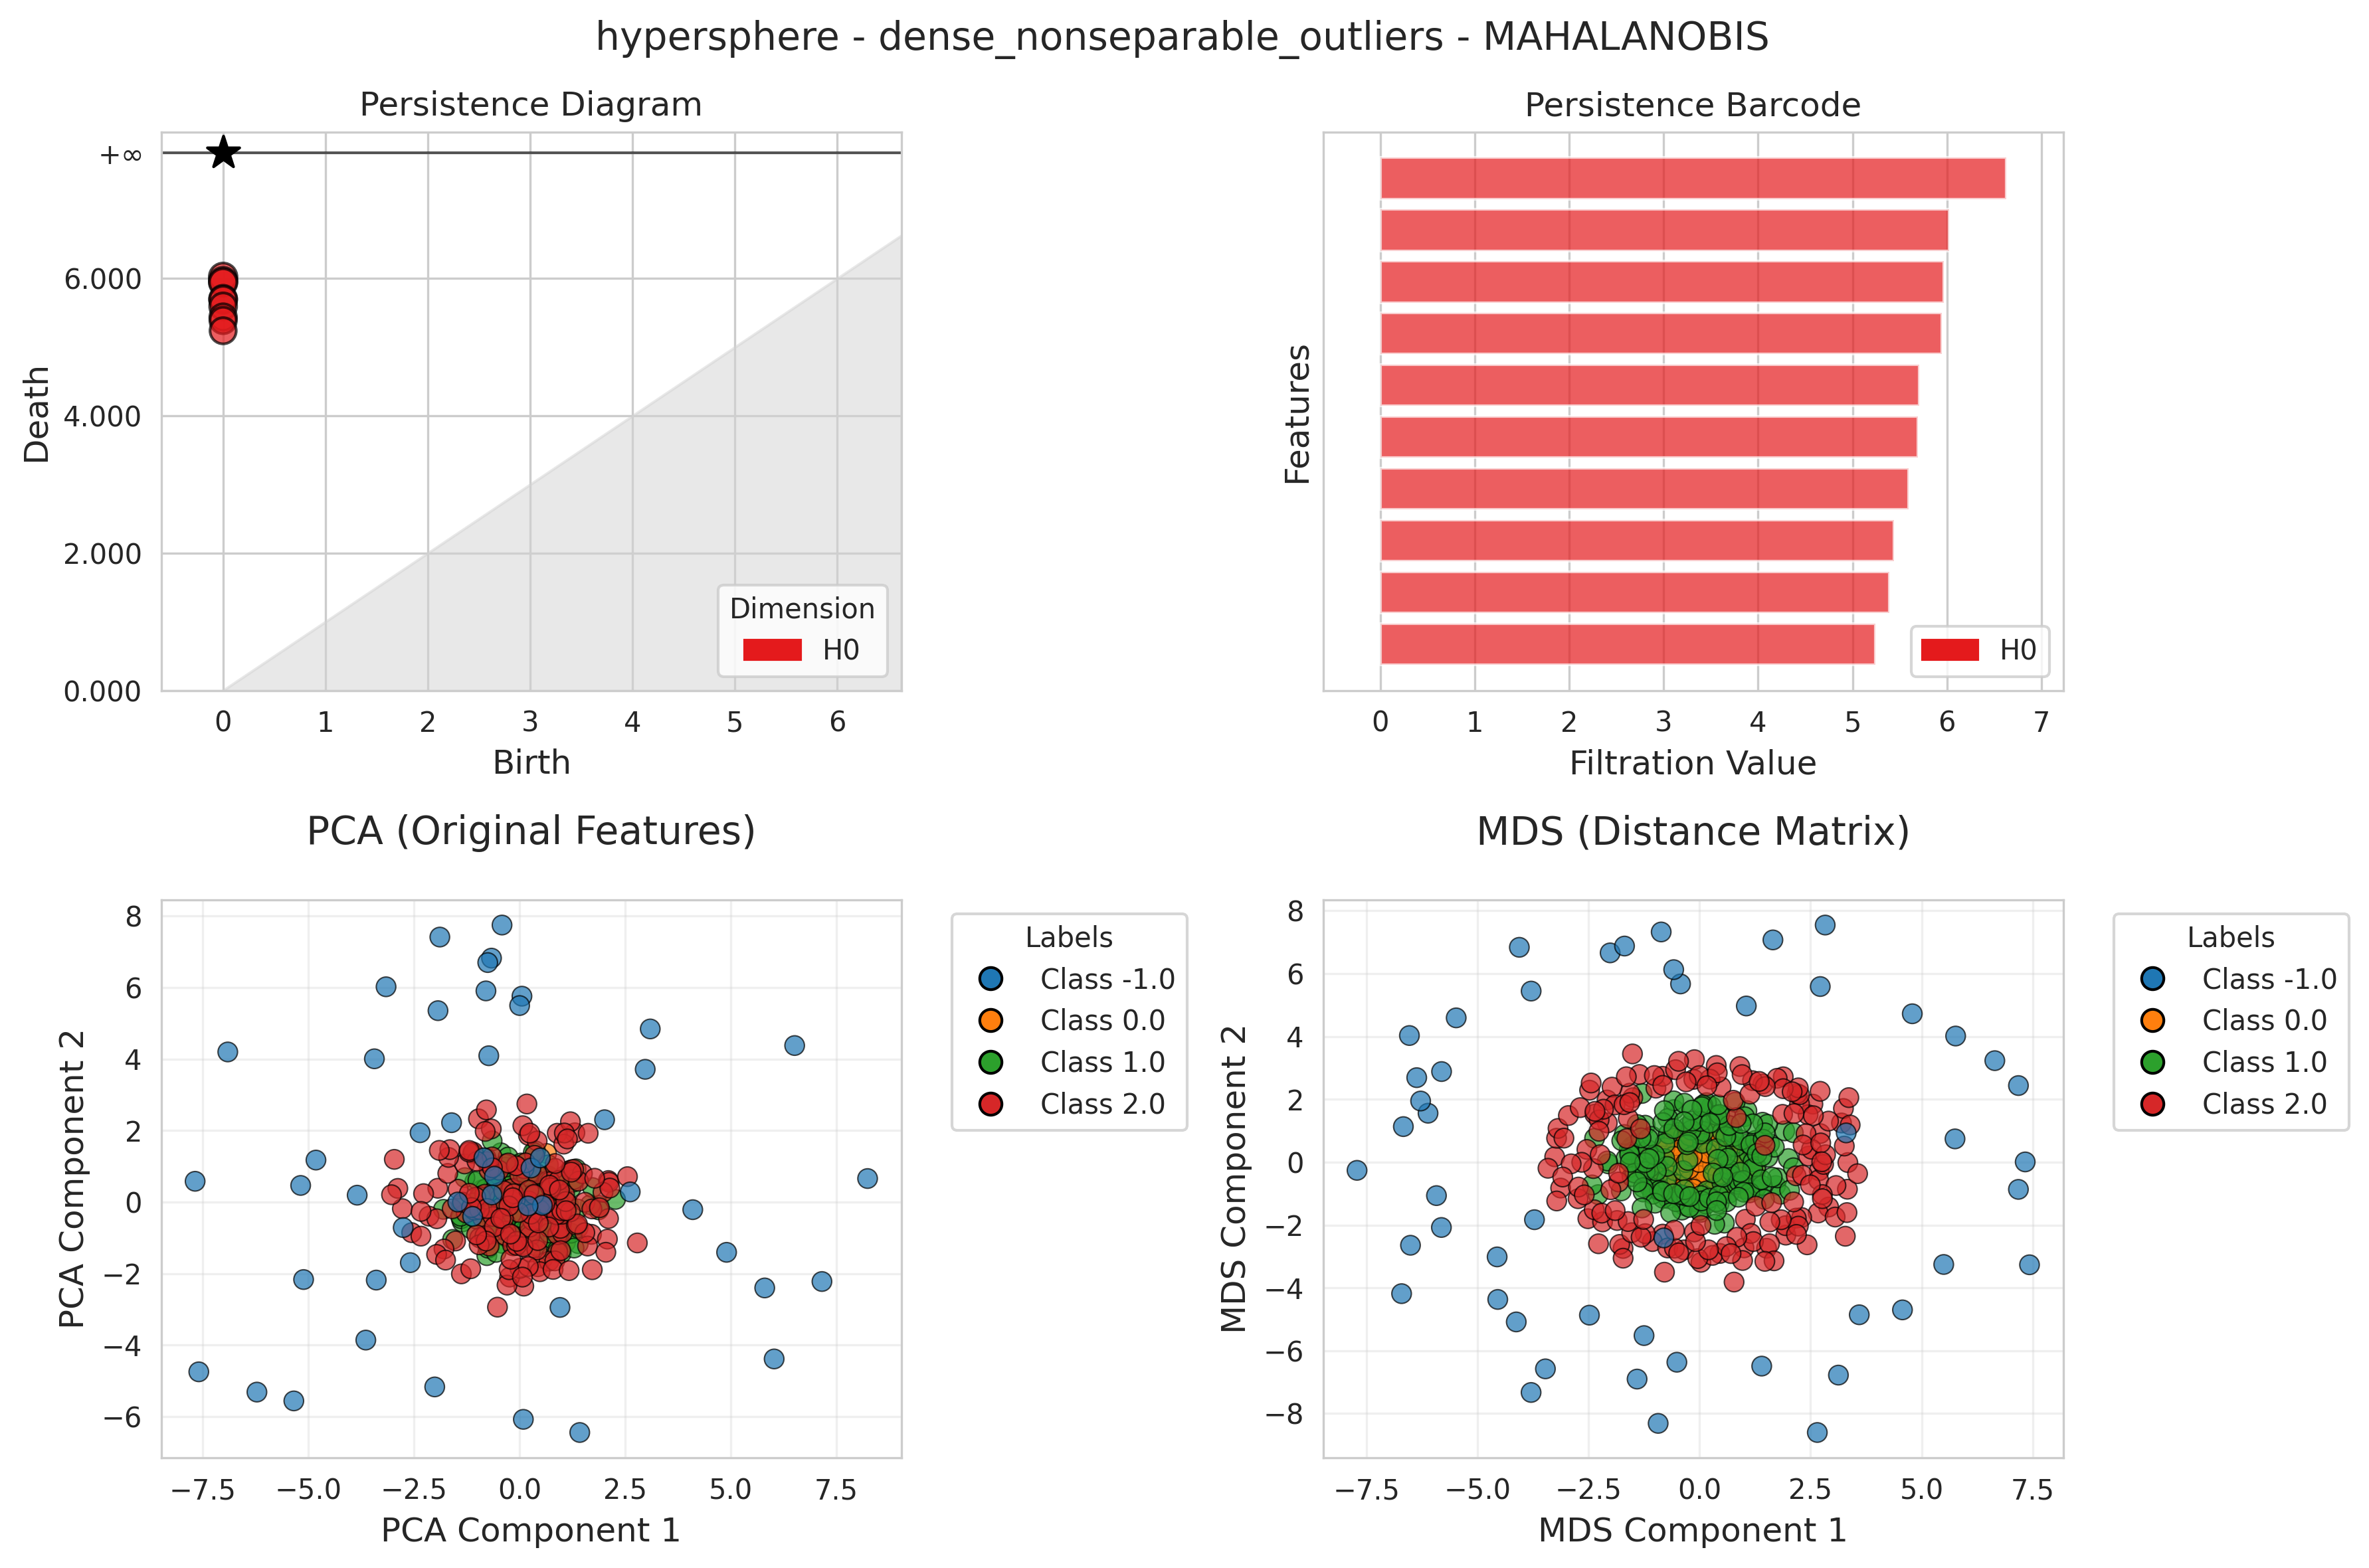 hypersphere - dense_nonseparable_outliers - MAHALANOBIS
Persistence Diagram
+∞
6.000
4.000
2.000
0.000
Death
0 1 2 3 4 5 6
Birth
Dimension
H0
Persistence Barcode
Features
0 1 2 3 4 5 6 7
Filtration Value
H0
PCA (Original Features)
8
6
4
2
0
−2
−4
−6
PCA Component 2
−7.5 −5.0 −2.5 0.0 2.5 5.0 7.5
PCA Component 1
Labels
Class -1.0
Class 0.0
Class 1.0
Class 2.0
MDS (Distance Matrix)
8
6
4
2
0
−2
−4
−6
−8
MDS Component 2
−7.5 −5.0 −2.5 0.0 2.5 5.0 7.5
MDS Component 1
Labels
Class -1.0
Class 0.0
Class 1.0
Class 2.0